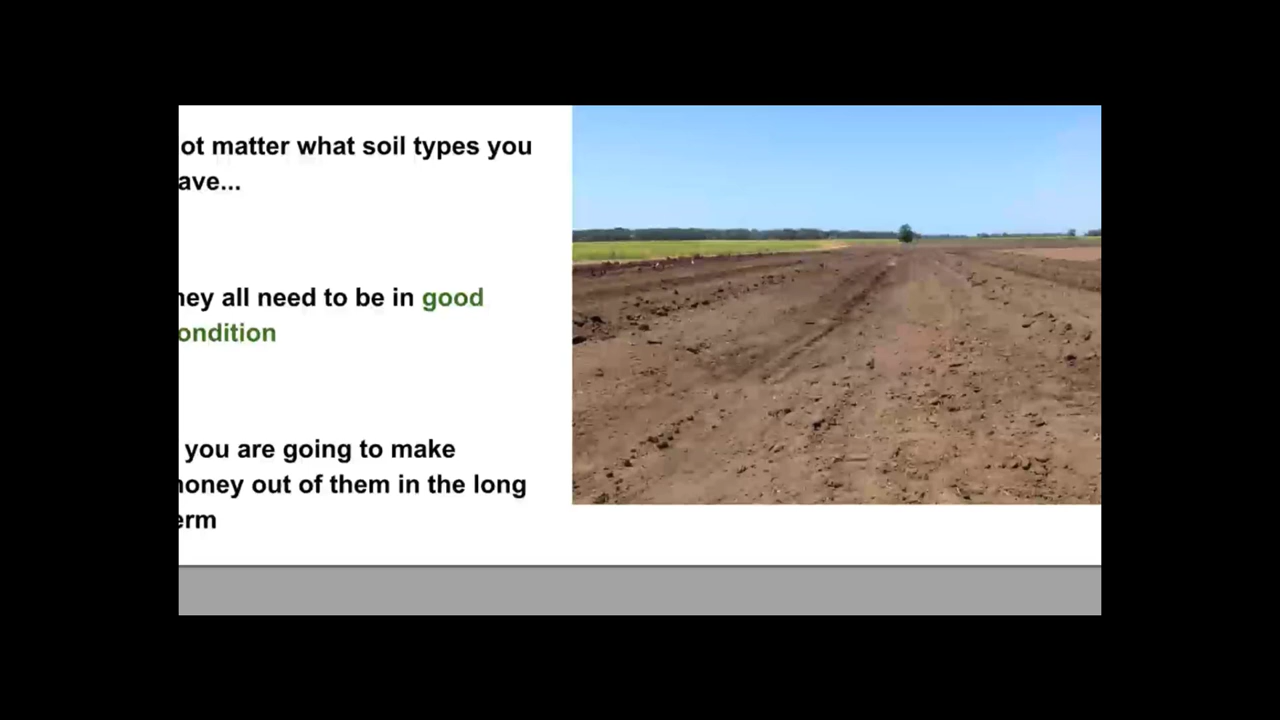 ot matter what soil types you
ave...
hey all need to be in good
ondition
you are going to make
noney out of them in the long
erm